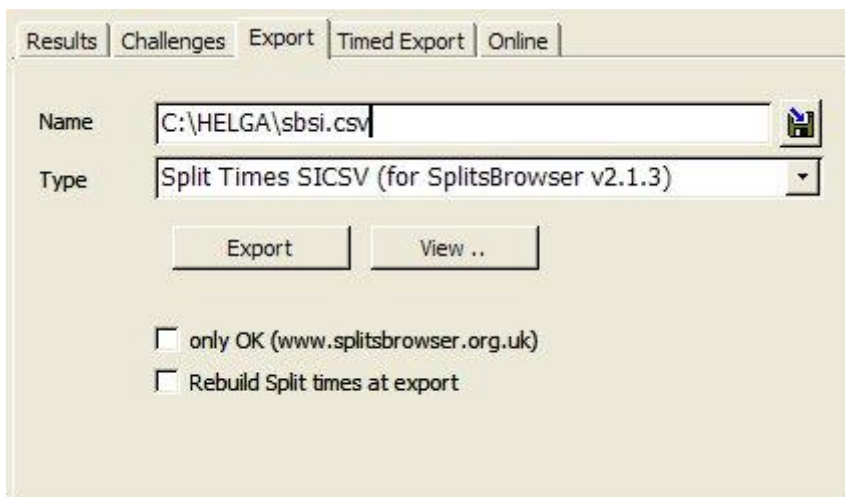 Results Challenges Export Timed Export Online
Name C:\HELGA\sbsi.csv
Type Split Times SICSV (for SplitsBrowser v2.1.3)
Export View ..
only OK (www.splitsbrowser.org.uk)
Rebuild Split times at export